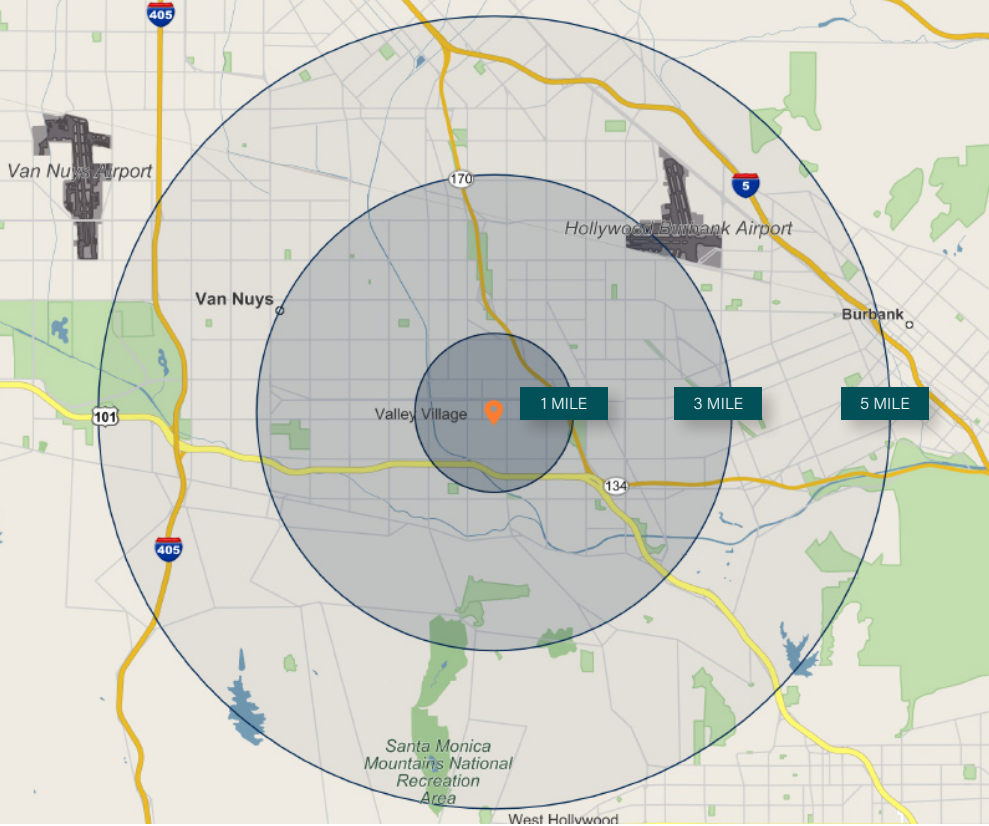 405
Van Nuys Airport
170
5
Hollywood Burbank Airport
Van Nuys
Burbank
1 MILE
3 MILE
5 MILE
Valley Village
101
134
405
Santa Monica
Mountains National
Recreation
Area
West Hollywood